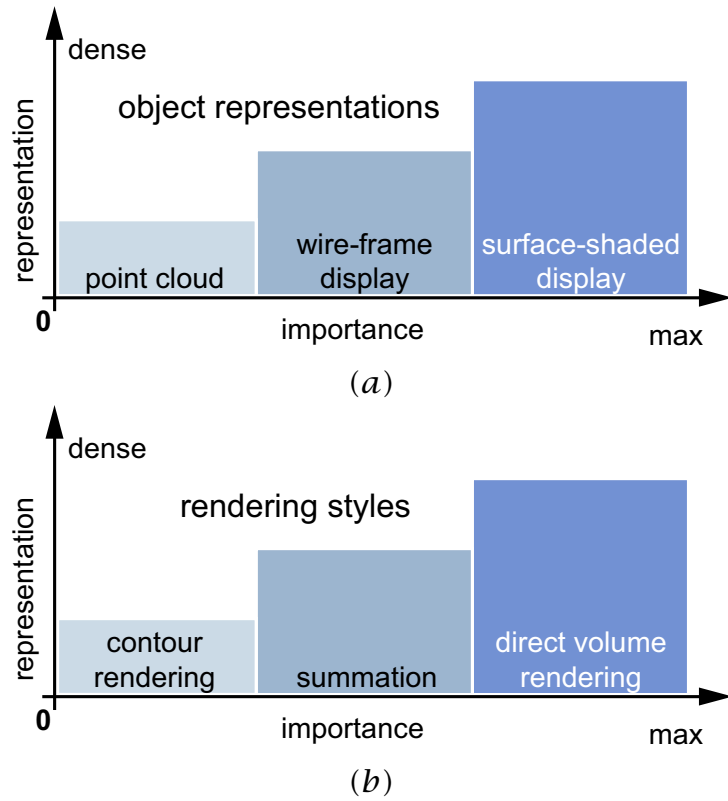 dense
object representations
representation
point cloud
wire-frame
display
surface-shaded
display
0
importance
max
(a)
dense
rendering styles
representation
contour
rendering
summation
direct volume
rendering
0
importance
max
(b)